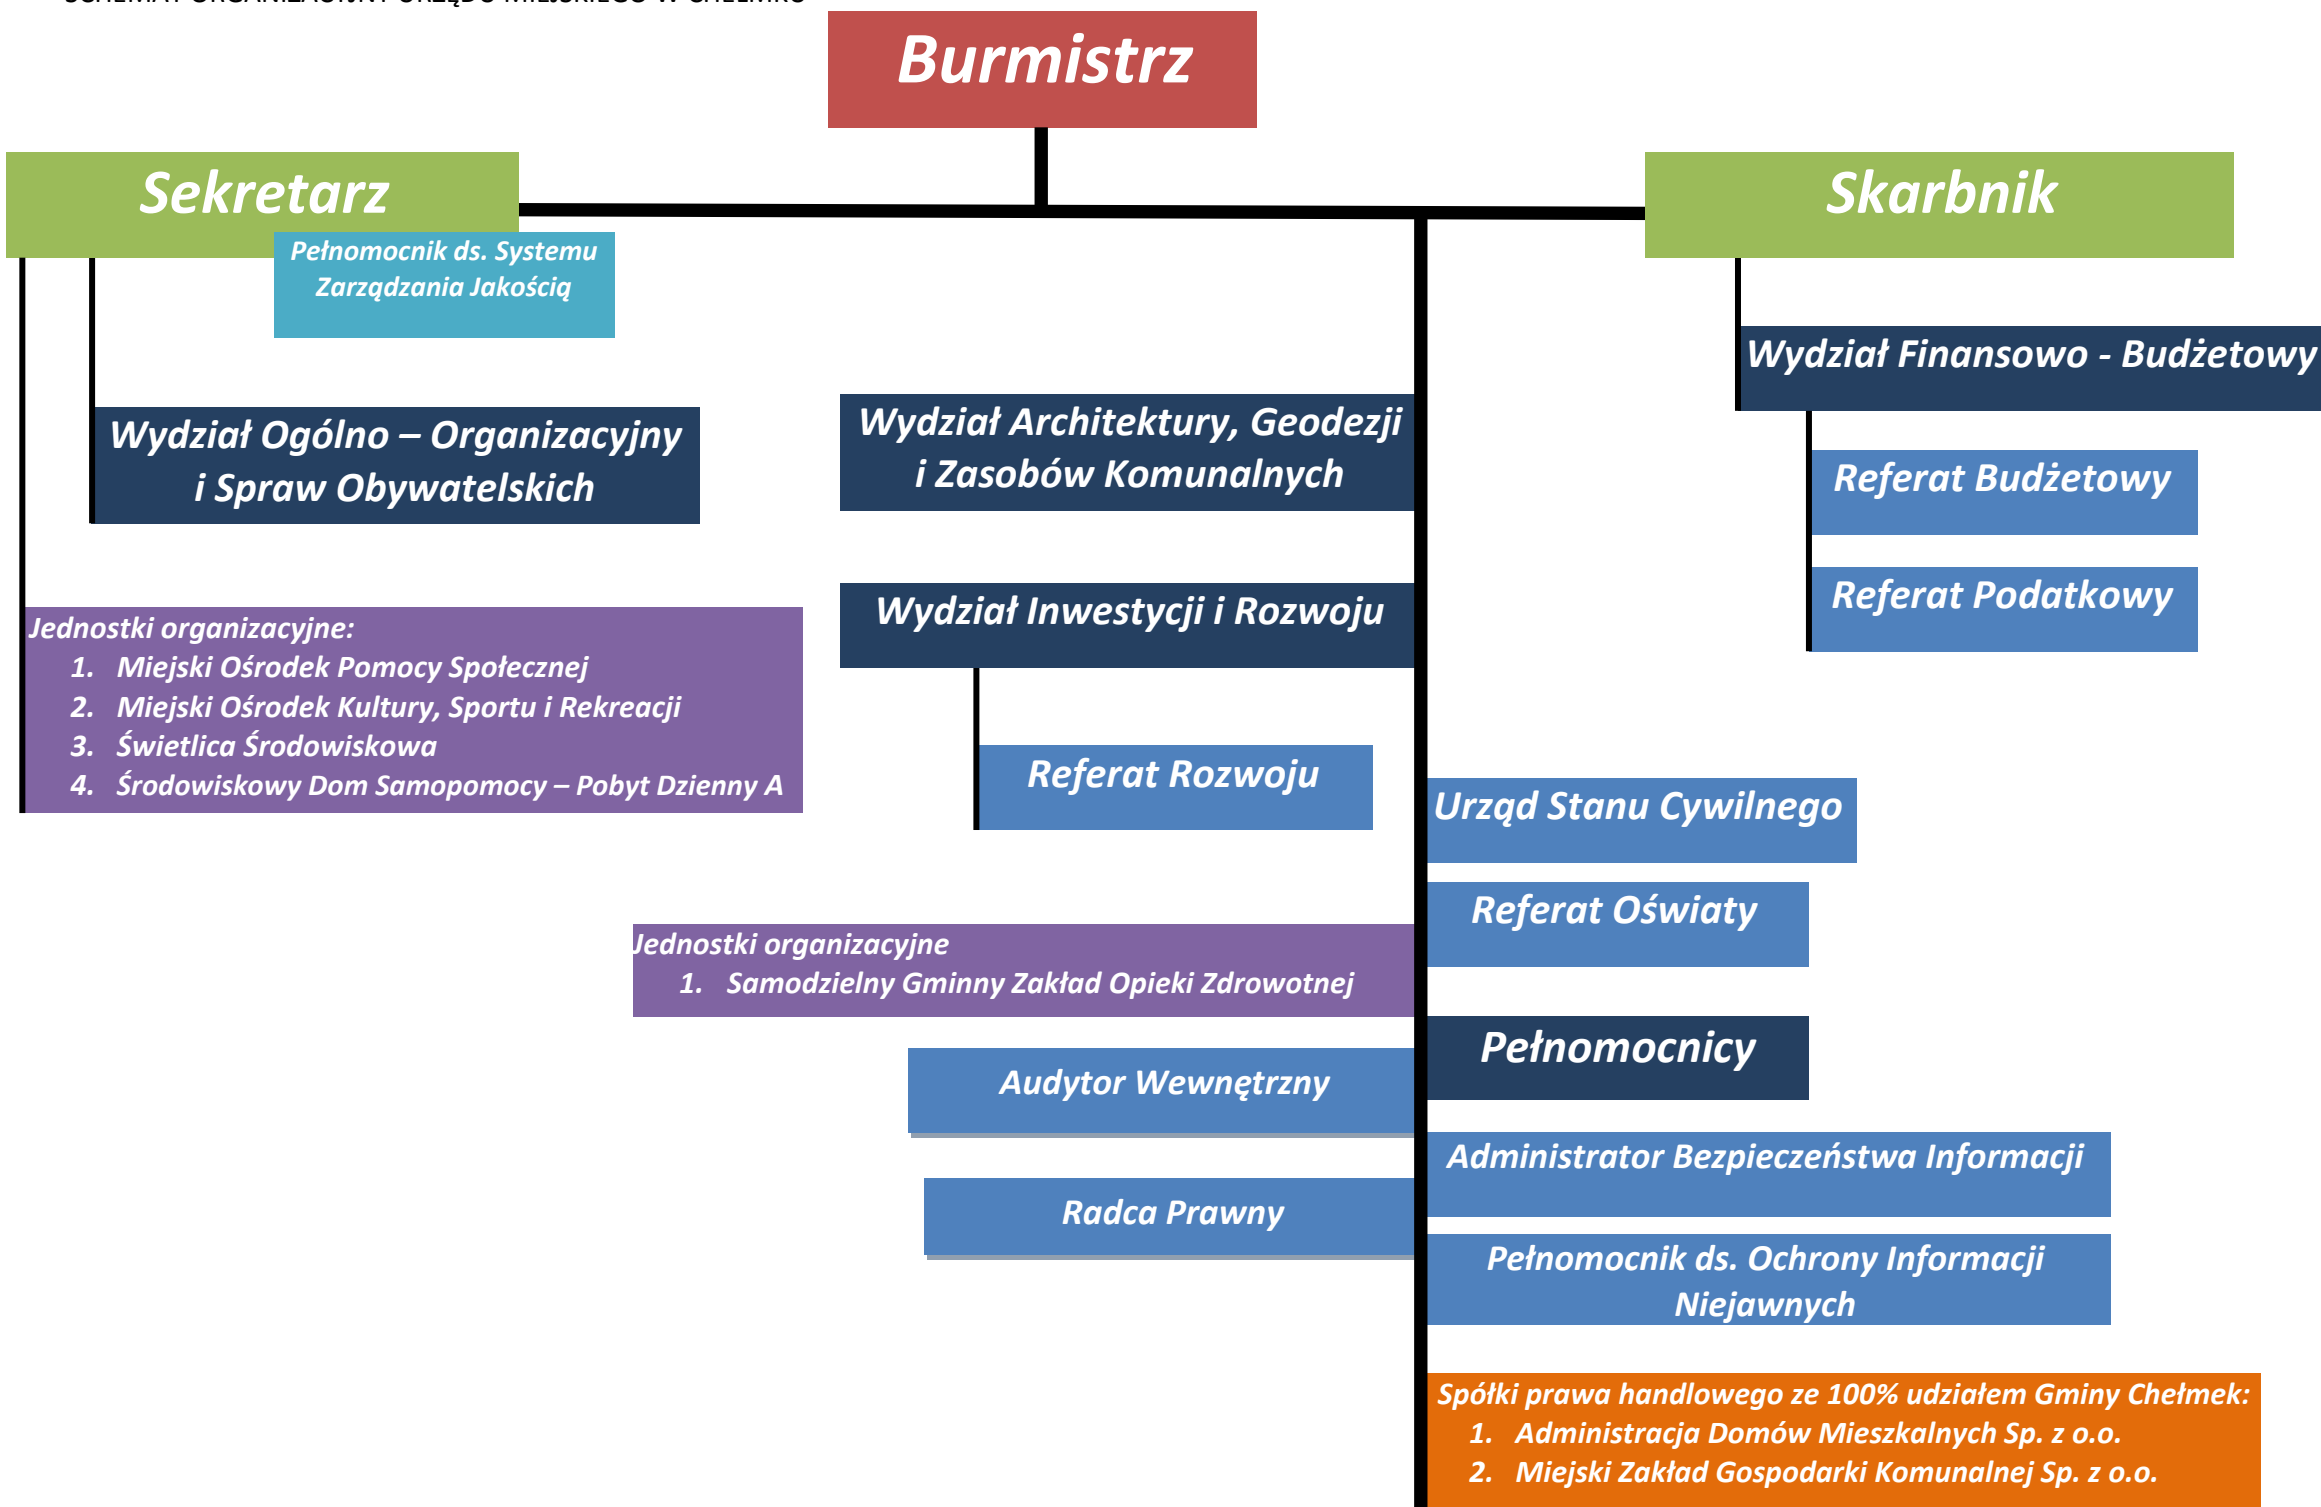 SCHEMAT ORGANIZACYJNY URZĘDU MIEJSKIEGO W CHEŁMKU
Burmistrz
Sekretarz
Skarbnik
Pełnomocnik ds. Systemu
Zarządzania Jakością
Wydział Finansowo - Budżetowy
Wydział Ogólno – Organizacyjny
i Spraw Obywatelskich
Wydział Architektury, Geodezji
i Zasobów Komunalnych
Referat Budżetowy
Referat Podatkowy
Wydział Inwestycji i Rozwoju
Jednostki organizacyjne:
1. Miejski Ośrodek Pomocy Społecznej
2. Miejski Ośrodek Kultury, Sportu i Rekreacji
3. Świetlica Środowiskowa
4. Środowiskowy Dom Samopomocy – Pobyt Dzienny A
Referat Rozwoju
Urząd Stanu Cywilnego
Referat Oświaty
Jednostki organizacyjne
1. Samodzielny Gminny Zakład Opieki Zdrowotnej
Pełnomocnicy
Audytor Wewnętrzny
Administrator Bezpieczeństwa Informacji
Radca Prawny
Pełnomocnik ds. Ochrony Informacji
Niejawnych
Spółki prawa handlowego ze 100% udziałem Gminy Chełmek:
1. Administracja Domów Mieszkalnych Sp. z o.o.
2. Miejski Zakład Gospodarki Komunalnej Sp. z o.o.